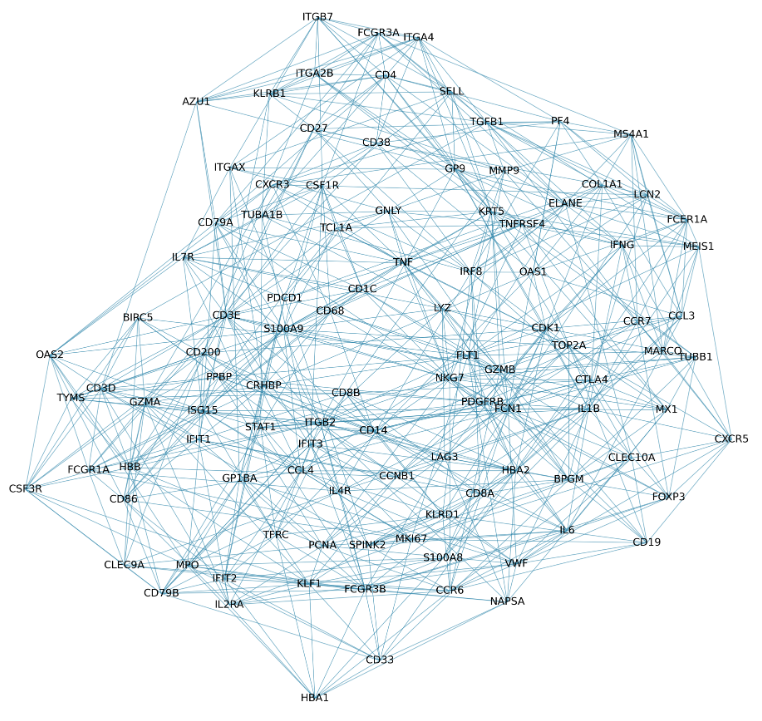 ITGB7
FCGR3A
ITGA4
ITGA2B
CD4
KLRB1
SELL
AZU1
TGFB1
PF4
CD27
MS4A1
CD38
ITGAX
GP9
MMP9
CXCR3
CSF1R
COL1A1
LCN2
ELANE
GNLY
KRT5
TUBA1B
FCER1A
CD79A
TNFRSF4
TCL1A
IFNG
MEIS1
IL7R
TNF
IRF8
OAS1
CD1C
PDCD1
LYZ
CD68
BIRC5
CD3E
CCL3
CCR7
S100A9
CDK1
TOP2A
OAS2
CD200
FLT1
MARCO
TUBB1
GZMB
PPBP
NKG7
CTLA4
CD3D
CRHBP
CD8B
TYMS
GZMA
PDGFRB
ISG15
FCN1
IL1B
MX1
ITGB2
STAT1
CD14
IFIT1
CXCR5
IFIT3
LAG3
CLEC10A
HBB
FCGR1A
CCL4
HBA2
GP1BA
CCNB1
BPGM
CSF3R
IL4R
CD8A
CD86
FOXP3
KLRD1
IL6
TFRC
MKI67
PCNA
SPINK2
CD19
S100A8
CLEC9A
MPO
VWF
IFIT2
KLF1
FCGR3B
CCR6
CD79B
IL2RA
NAPSA
CD33
HBA1